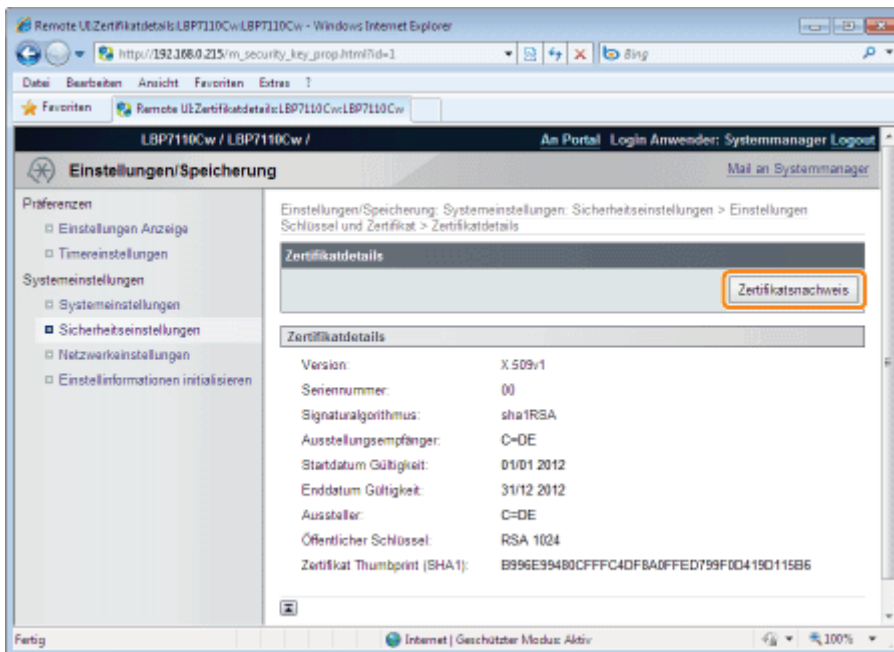 Remote UI:Zertifikatdetails:LBP7110Cw:LBP7110Cw - Windows Internet Explorer
http://192.168.0.215/m_security_key_prop.html?id=1
Bing
Datei Bearbeiten Ansicht Favoriten Extras ?
Favoriten Remote UI:Zertifikatdetails:LBP7110Cw:LBP7110Cw
LBP7110Cw / LBP7110Cw / An Portal Login Anwender: Systemmanager Logout
Einstellungen/Speicherung Mail an Systemmanager
Präferenzen
Einstellungen Anzeige
Timereinstellungen
Systemeinstellungen
Systemeinstellungen
Sicherheitseinstellungen
Netzwerkeinstellungen
Einstellinformationen initialisieren
Einstellungen/Speicherung: Systemeinstellungen: Sicherheitseinstellungen > Einstellungen
Schlüssel und Zertifikat > Zertifikatdetails
Zertifikatdetails
Zertifikatsnachweis
Zertifikatdetails
Version: X.509v1
Seriennummer: 00
Signaturalgorithmus: sha1RSA
Ausstellungsempfänger: C=DE
Startdatum Gültigkeit: 01/01 2012
Enddatum Gültigkeit: 31/12 2012
Aussteller: C=DE
Öffentlicher Schlüssel: RSA 1024
Zertifikat Thumbprint (SHA1): B996E99480CFFFC4DF8A0FFED799F0D419D115B6
Fertig Internet | Geschützter Modus: Aktiv 100%